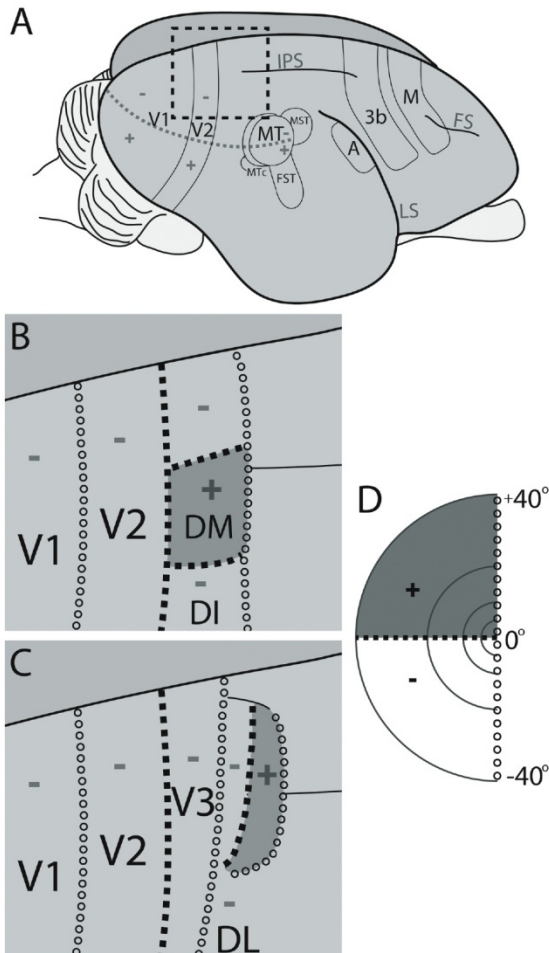 A
IPS
M
3b
FS
-
-
V1
V2
MT
MST
-
+
A
+
+
MTc
FST
LS
B
-
-
-
+
V1
V2
DM
-
DI
D
+40°
+
0°
-
-40°
C
-
-
-
-
+
V3
V1
V2
-
DL